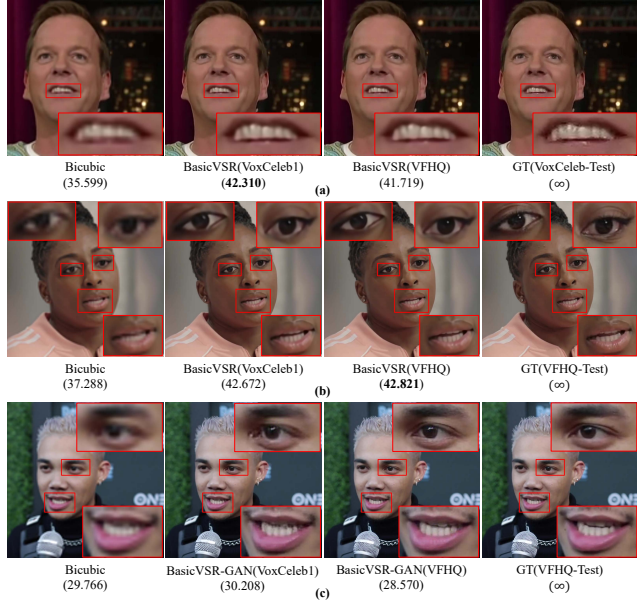 Bicubic BasicVSR(VoxCeleb1) BasicVSR(VFHQ) GT(VoxCeleb-Test)
(35.599) (42.310) (41.719) (∞)
(a)
Bicubic BasicVSR(VoxCeleb1) BasicVSR(VFHQ) GT(VFHQ-Test)
(37.288) (42.672) (42.821) (∞)
(b)
ONE
Bicubic BasicVSR-GAN(VoxCeleb1) BasicVSR-GAN(VFHQ) GT(VFHQ-Test)
(29.766) (30.208) (28.570) (∞)
(c)